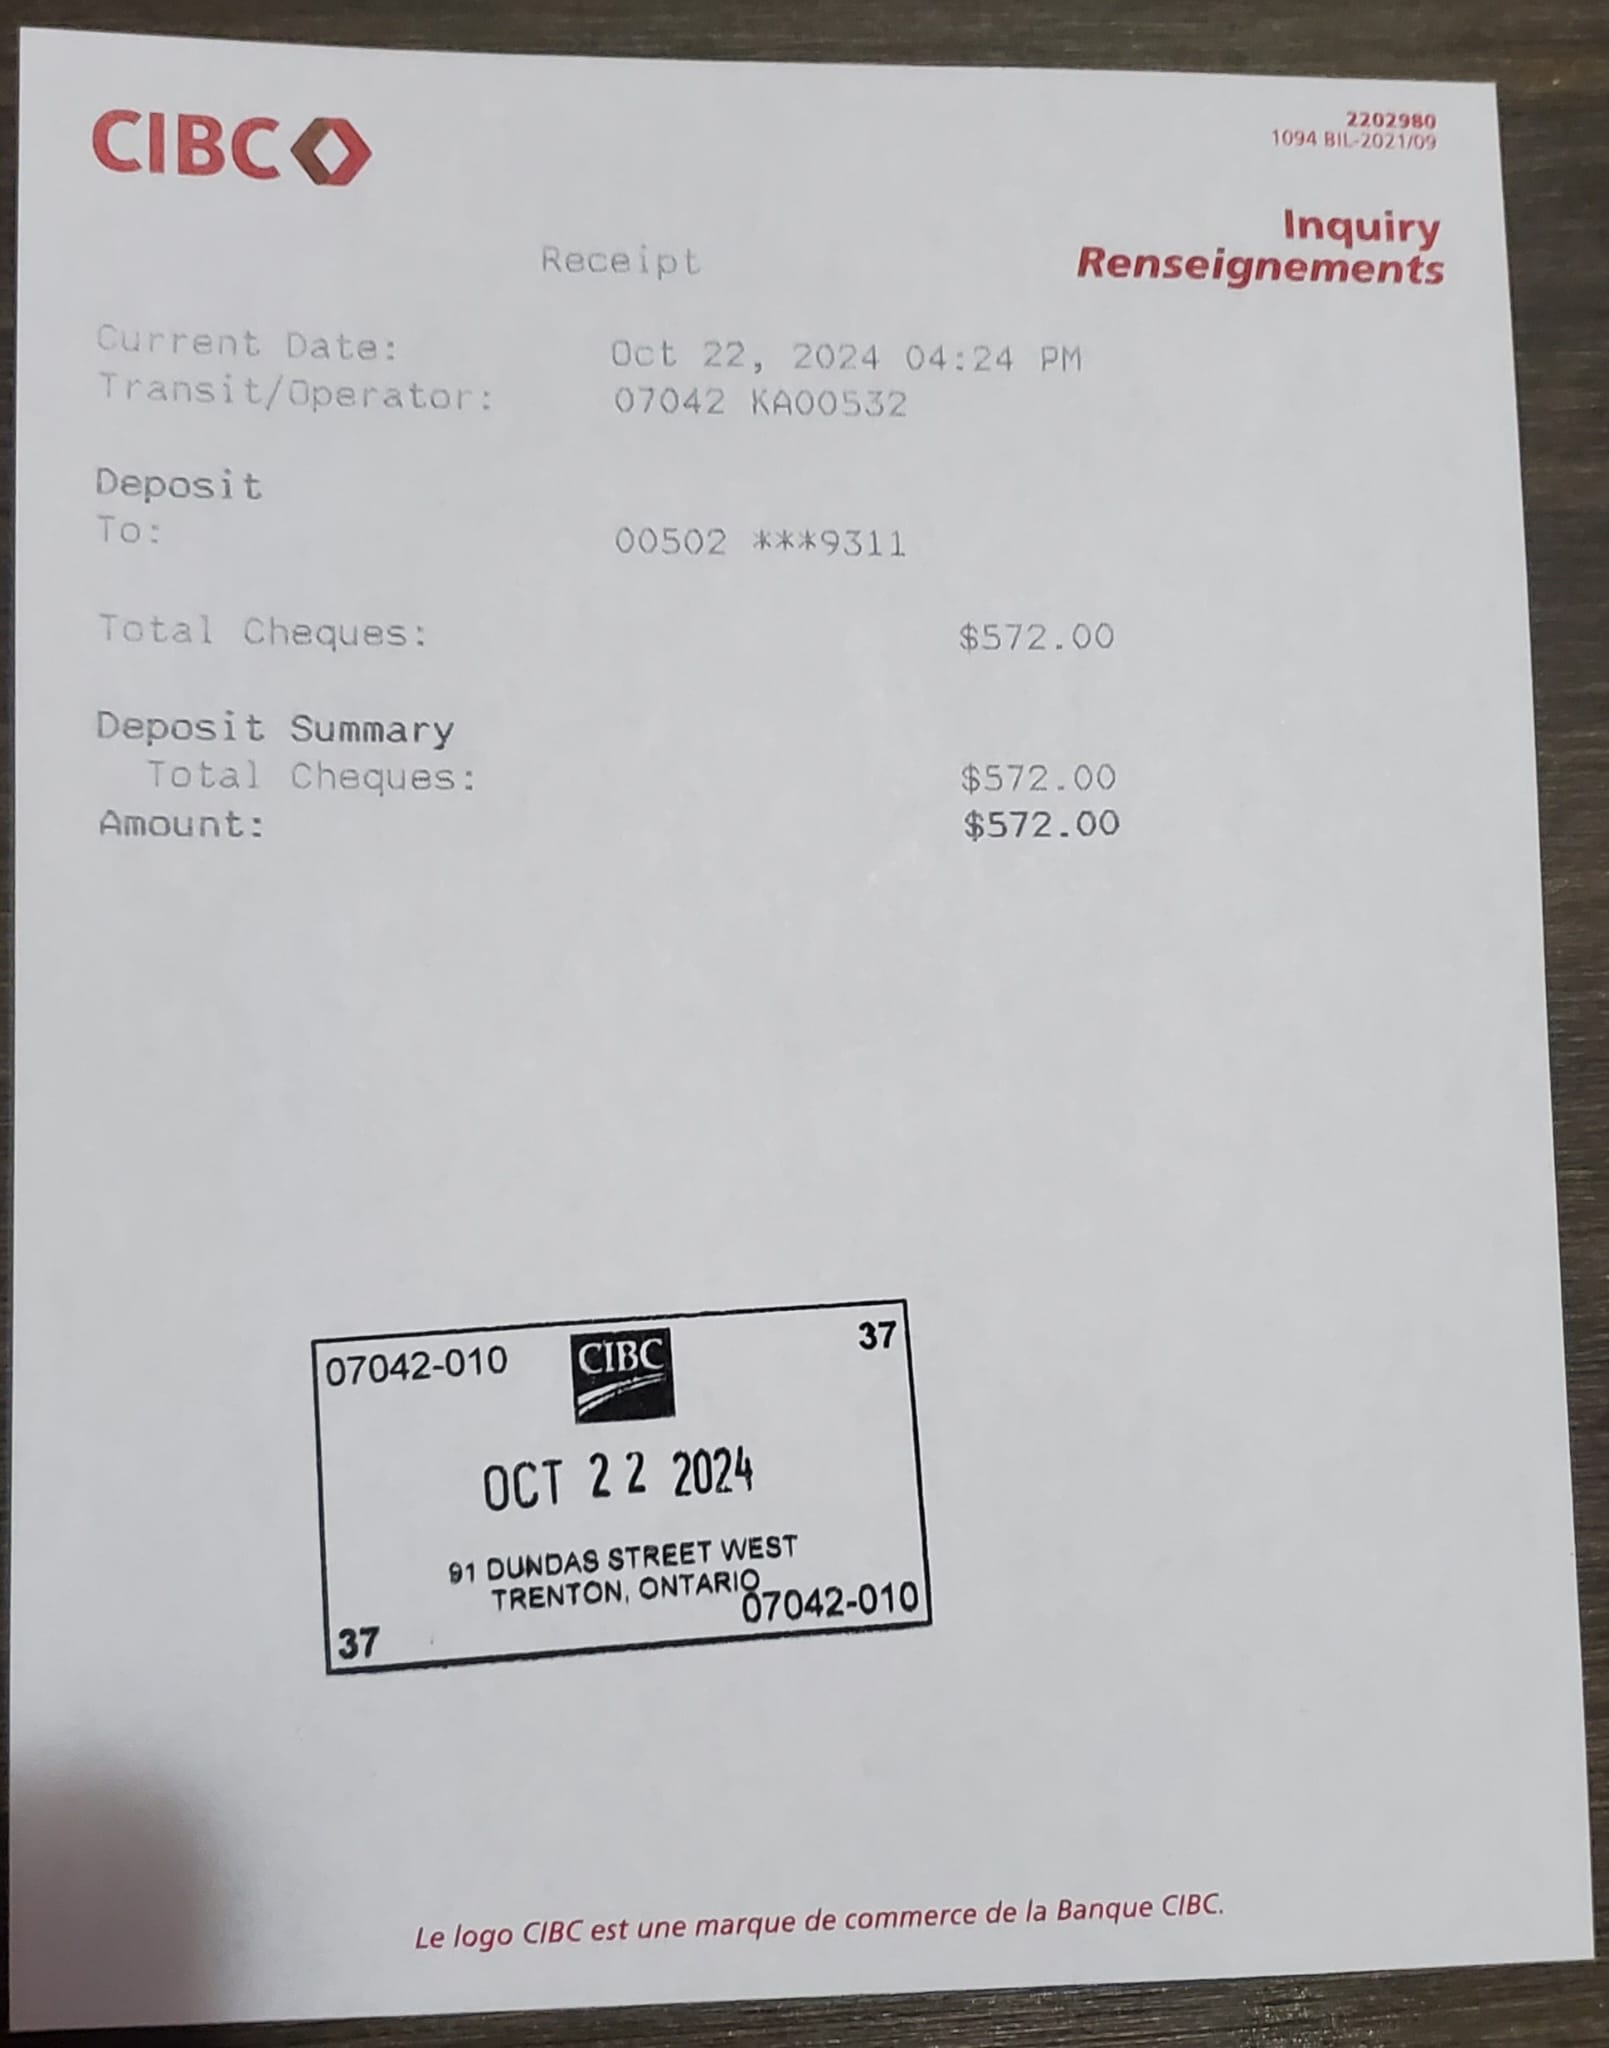 CIBC
2202980
1094 BIL-2021/09
Inquiry
Renseignements
Receipt
Current Date: Oct 22, 2024 04:24 PM
Transit/Operator: 07042 KA00532
Deposit
To: 00502 ***9311
Total Cheques: $572.00
Deposit Summary
Total Cheques: $572.00
Amount: $572.00
07042-010 CIBC 37
OCT 22 2024
91 DUNDAS STREET WEST
TRENTON, ONTARIO
07042-010
37
Le logo CIBC est une marque de commerce de la Banque CIBC.